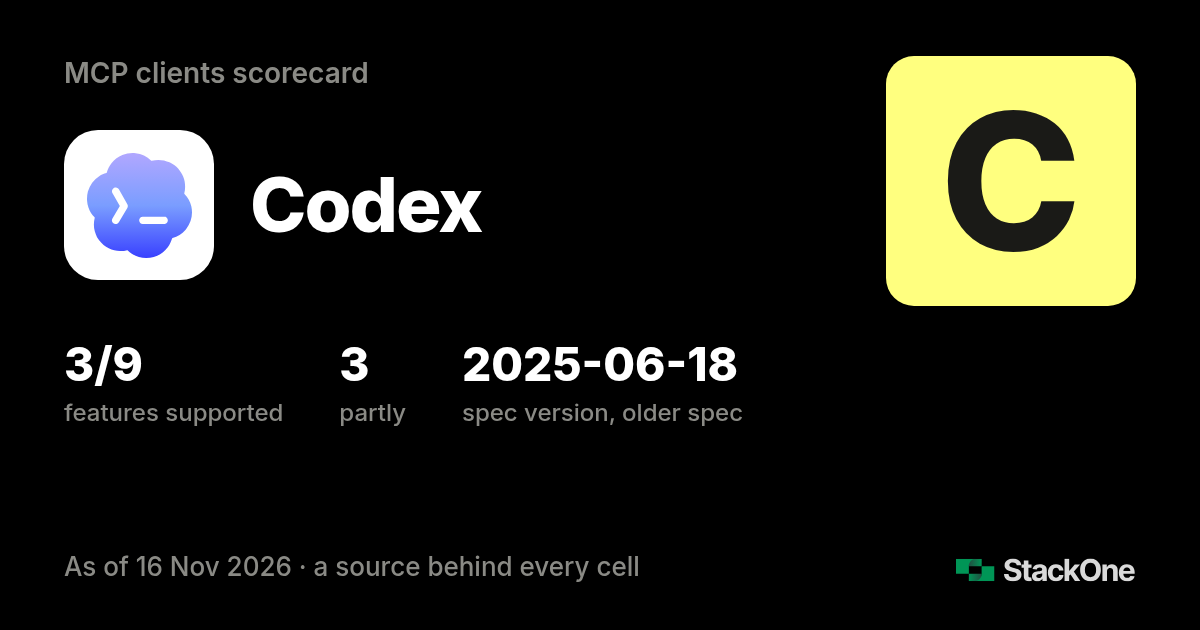 MCP clients scorecard
C
Codex
3/9
features supported
3
partly
2025-06-18
spec version, older spec
As of 16 Nov 2026 · a source behind every cell
StackOne